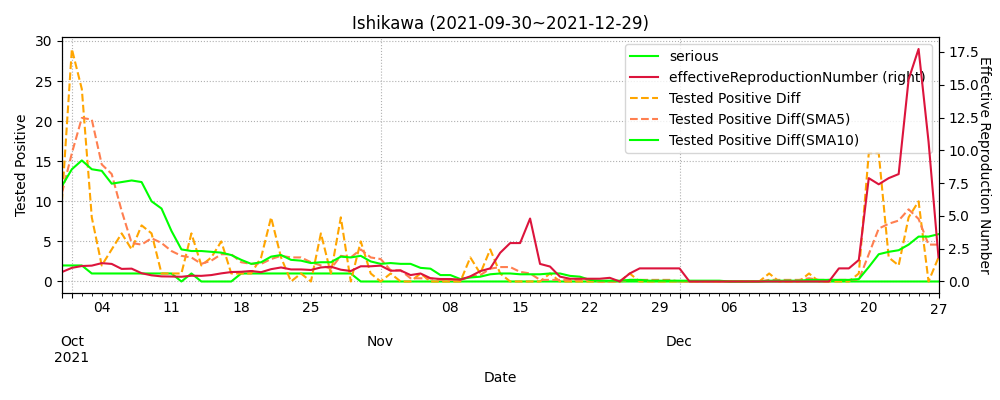 Ishikawa (2021-09-30~2021-12-29)
Tested Positive
30
25
20
15
10
5
0
serious
effectiveReproductionNumber (right)
Tested Positive Diff
Tested Positive Diff(SMA5)
Tested Positive Diff(SMA10)
17.5
15.0
12.5
10.0
7.5
5.0
2.5
0.0
Effective Reproduction Number
04 11 18 25 08 15 22 29 06 13 20 27
Oct Nov Dec
2021
Date